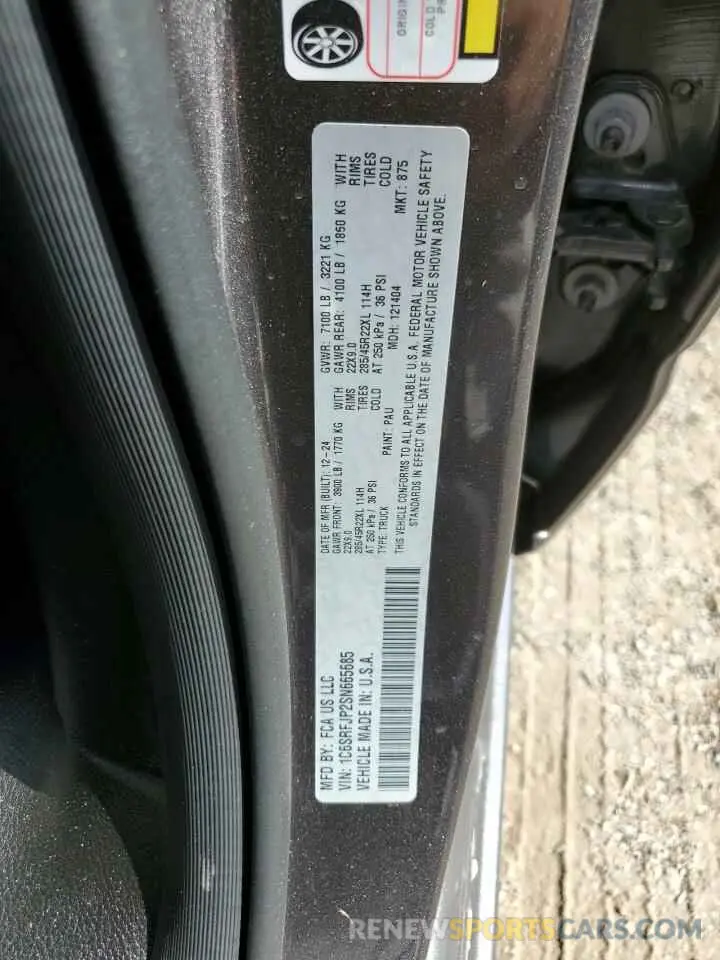 ORIGIN
COLD
MFD BY: FCA US LLC
VIN: 1C6SRFJP2SN665685
VEHICLE MADE IN: U.S.A.
DATE OF MFR (BUILT): 12-24
GAWR FRONT: 3900 LB / 1770 KG WITH
22X9.0 RIMS
285/45R22XL 114H TIRES
AT 250 kPa / 36 PSI COLD
TYPE: TRUCK PAINT: PAU
GVWR: 7100 LB / 3221 KG
GAWR REAR: 4100 LB / 1850 KG WITH
22X9.0 RIMS
285/45R22XL 114H TIRES
AT 250 kPa / 36 PSI COLD
MDH: 121404 MKT: 875
THIS VEHICLE CONFORMS TO ALL APPLICABLE U.S.A. FEDERAL MOTOR VEHICLE SAFETY
STANDARDS IN EFFECT ON THE DATE OF MANUFACTURE SHOWN ABOVE.
RENEWSPORTSCARS.COM